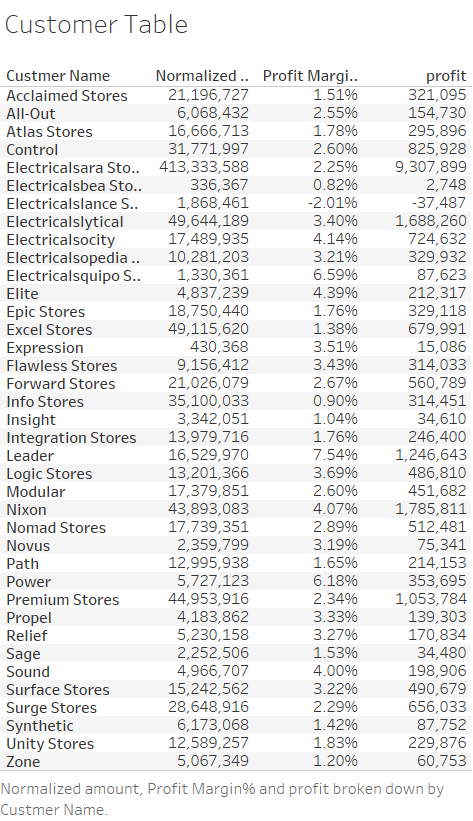 Customer Table
Custmer Name Normalized .. Profit Margi.. profit
Acclaimed Stores 21,196,727 1.51% 321,095
All-Out 6,068,432 2.55% 154,730
Atlas Stores 16,666,713 1.78% 295,896
Control 31,771,997 2.60% 825,928
Electricalsara Sto.. 413,333,588 2.25% 9,307,899
Electricalsbea Sto.. 336,367 0.82% 2,748
Electricalslance S.. 1,868,461 -2.01% -37,487
Electricalslytical 49,644,189 3.40% 1,688,260
Electricalsocity 17,489,935 4.14% 724,632
Electricalsopedia .. 10,281,203 3.21% 329,932
Electricalsquipo S.. 1,330,361 6.59% 87,623
Elite 4,837,239 4.39% 212,317
Epic Stores 18,750,440 1.76% 329,118
Excel Stores 49,115,620 1.38% 679,991
Expression 430,368 3.51% 15,086
Flawless Stores 9,156,412 3.43% 314,033
Forward Stores 21,026,079 2.67% 560,789
Info Stores 35,100,033 0.90% 314,451
Insight 3,342,051 1.04% 34,610
Integration Stores 13,979,716 1.76% 246,400
Leader 16,529,970 7.54% 1,246,643
Logic Stores 13,201,366 3.69% 486,810
Modular 17,379,851 2.60% 451,682
Nixon 43,893,083 4.07% 1,785,811
Nomad Stores 17,739,351 2.89% 512,481
Novus 2,359,799 3.19% 75,341
Path 12,995,938 1.65% 214,153
Power 5,727,123 6.18% 353,695
Premium Stores 44,953,916 2.34% 1,053,784
Propel 4,183,862 3.33% 139,303
Relief 5,230,158 3.27% 170,834
Sage 2,252,506 1.53% 34,480
Sound 4,966,707 4.00% 198,906
Surface Stores 15,242,562 3.22% 490,679
Surge Stores 28,648,916 2.29% 656,033
Synthetic 6,173,068 1.42% 87,752
Unity Stores 12,589,257 1.83% 229,876
Zone 5,067,349 1.20% 60,753
Normalized amount, Profit Margin% and profit broken down by
Custmer Name.